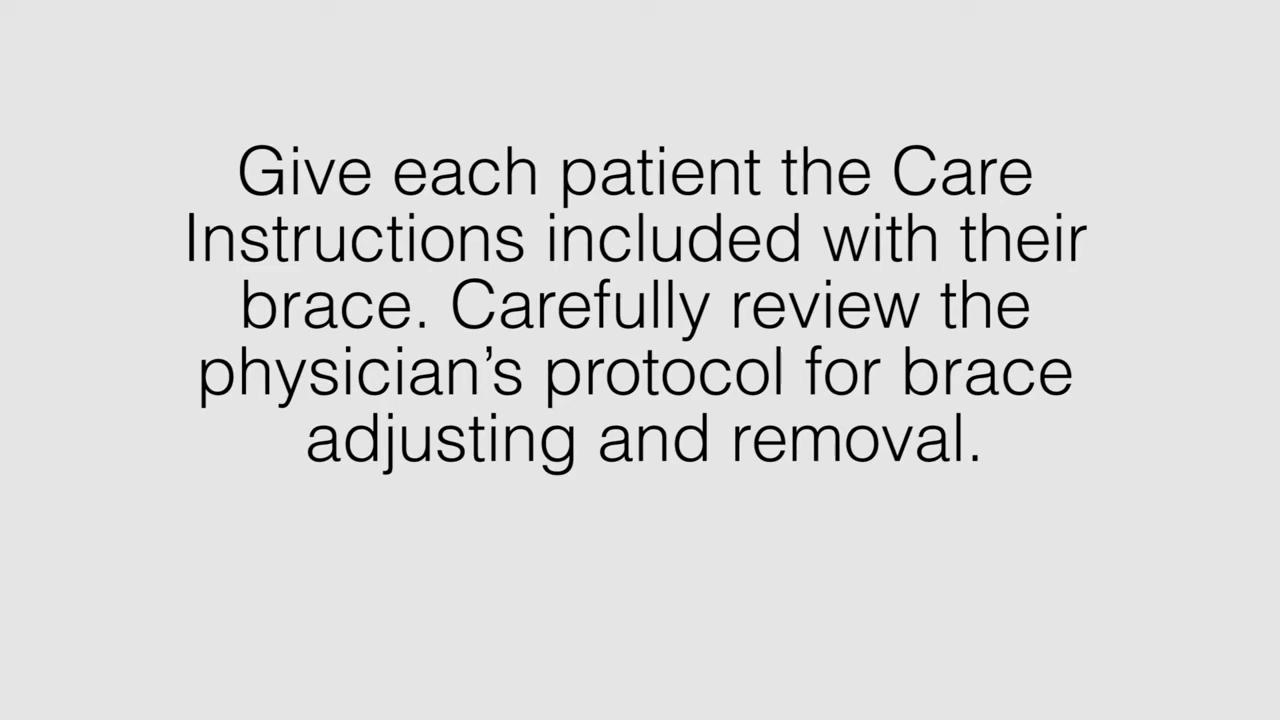 Give each patient the Care
Instructions included with their
brace. Carefully review the
physician’s protocol for brace
adjusting and removal.